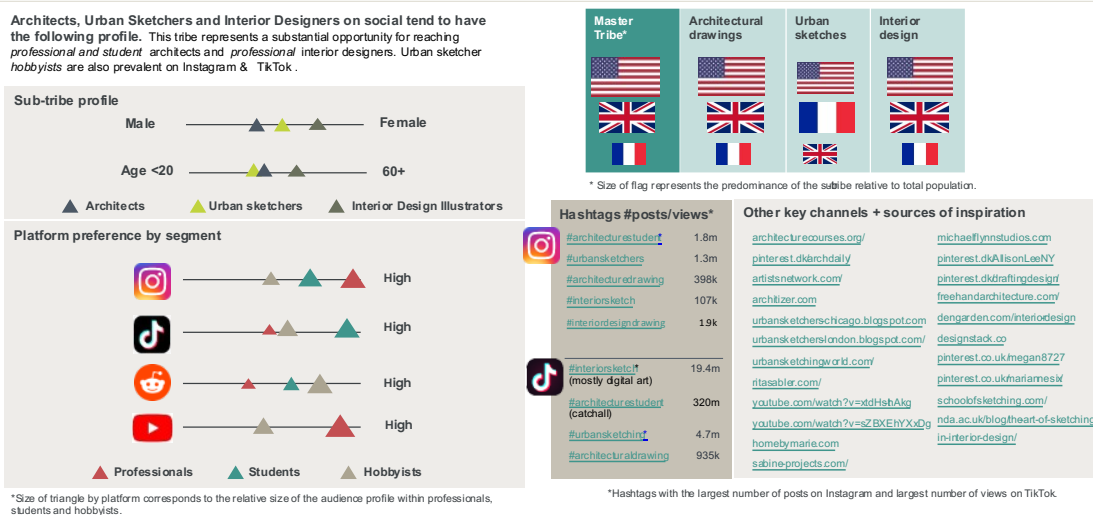 Architects, Urban Sketchers and Interior Designers on social tend to have
the following profile. This tribe represents a substantial opportunity for reaching
professional and student architects and professional interior designers. Urban sketcher
hobbyists are also prevalent on Instagram & TikTok .
Sub-tribe profile
Male Female
Age <20 60+
Architects Urban sketchers Interior Design Illustrators
Platform preference by segment
High
High
High
High
Professionals Students Hobbyists
*Size of triangle by platform corresponds to the relative size of the audience profile within professionals,
students and hobbyists.
Master
Tribe*
Architectural
drawings
Urban
sketches
Interior
design
* Size of flag represents the predominance of the subtribe relative to total population.
Hashtags #posts/views*
#architecturestudent* 1.8m
#urbansketchers 1.3m
#architecturedrawing 398k
#interiorsketch 107k
#interiordesigndrawing 1.9k
#interiorsketch* 19.4m
(mostly digital art)
#architecturestudent 320m
(catchall)
#urbansketching* 4.7m
#architecturaldrawing 935k
Other key channels + sources of inspiration
architecturecourses.org/
pinterest.dk/archdaily/
artistsnetwork.com/
architizer.com
urbansketchers-chicago.blogspot.com
urbansketchers-london.blogspot.com/
urbansketchingworld.com/
ritasabler.com/
youtube.com/watch?v=xtdHshhAkg
youtube.com/watch?v=sZBXEhYXxDg
homebymarie.com
sabine-projects.com/
michaelflynnstudios.com
pinterest.dk/AllisonLeeNY
pinterest.dk/draftingdesign/
freehandarchitecture.com/
dengarden.com/interior-design
designstack.co
pinterest.co.uk/megan8727
pinterest.co.uk/marianneslv/
schoolofsketching.com/
nda.ac.uk/blog/the-art-of-sketching-
in-interior-design/
*Hashtags with the largest number of posts on Instagram and largest number of views on TikTok.